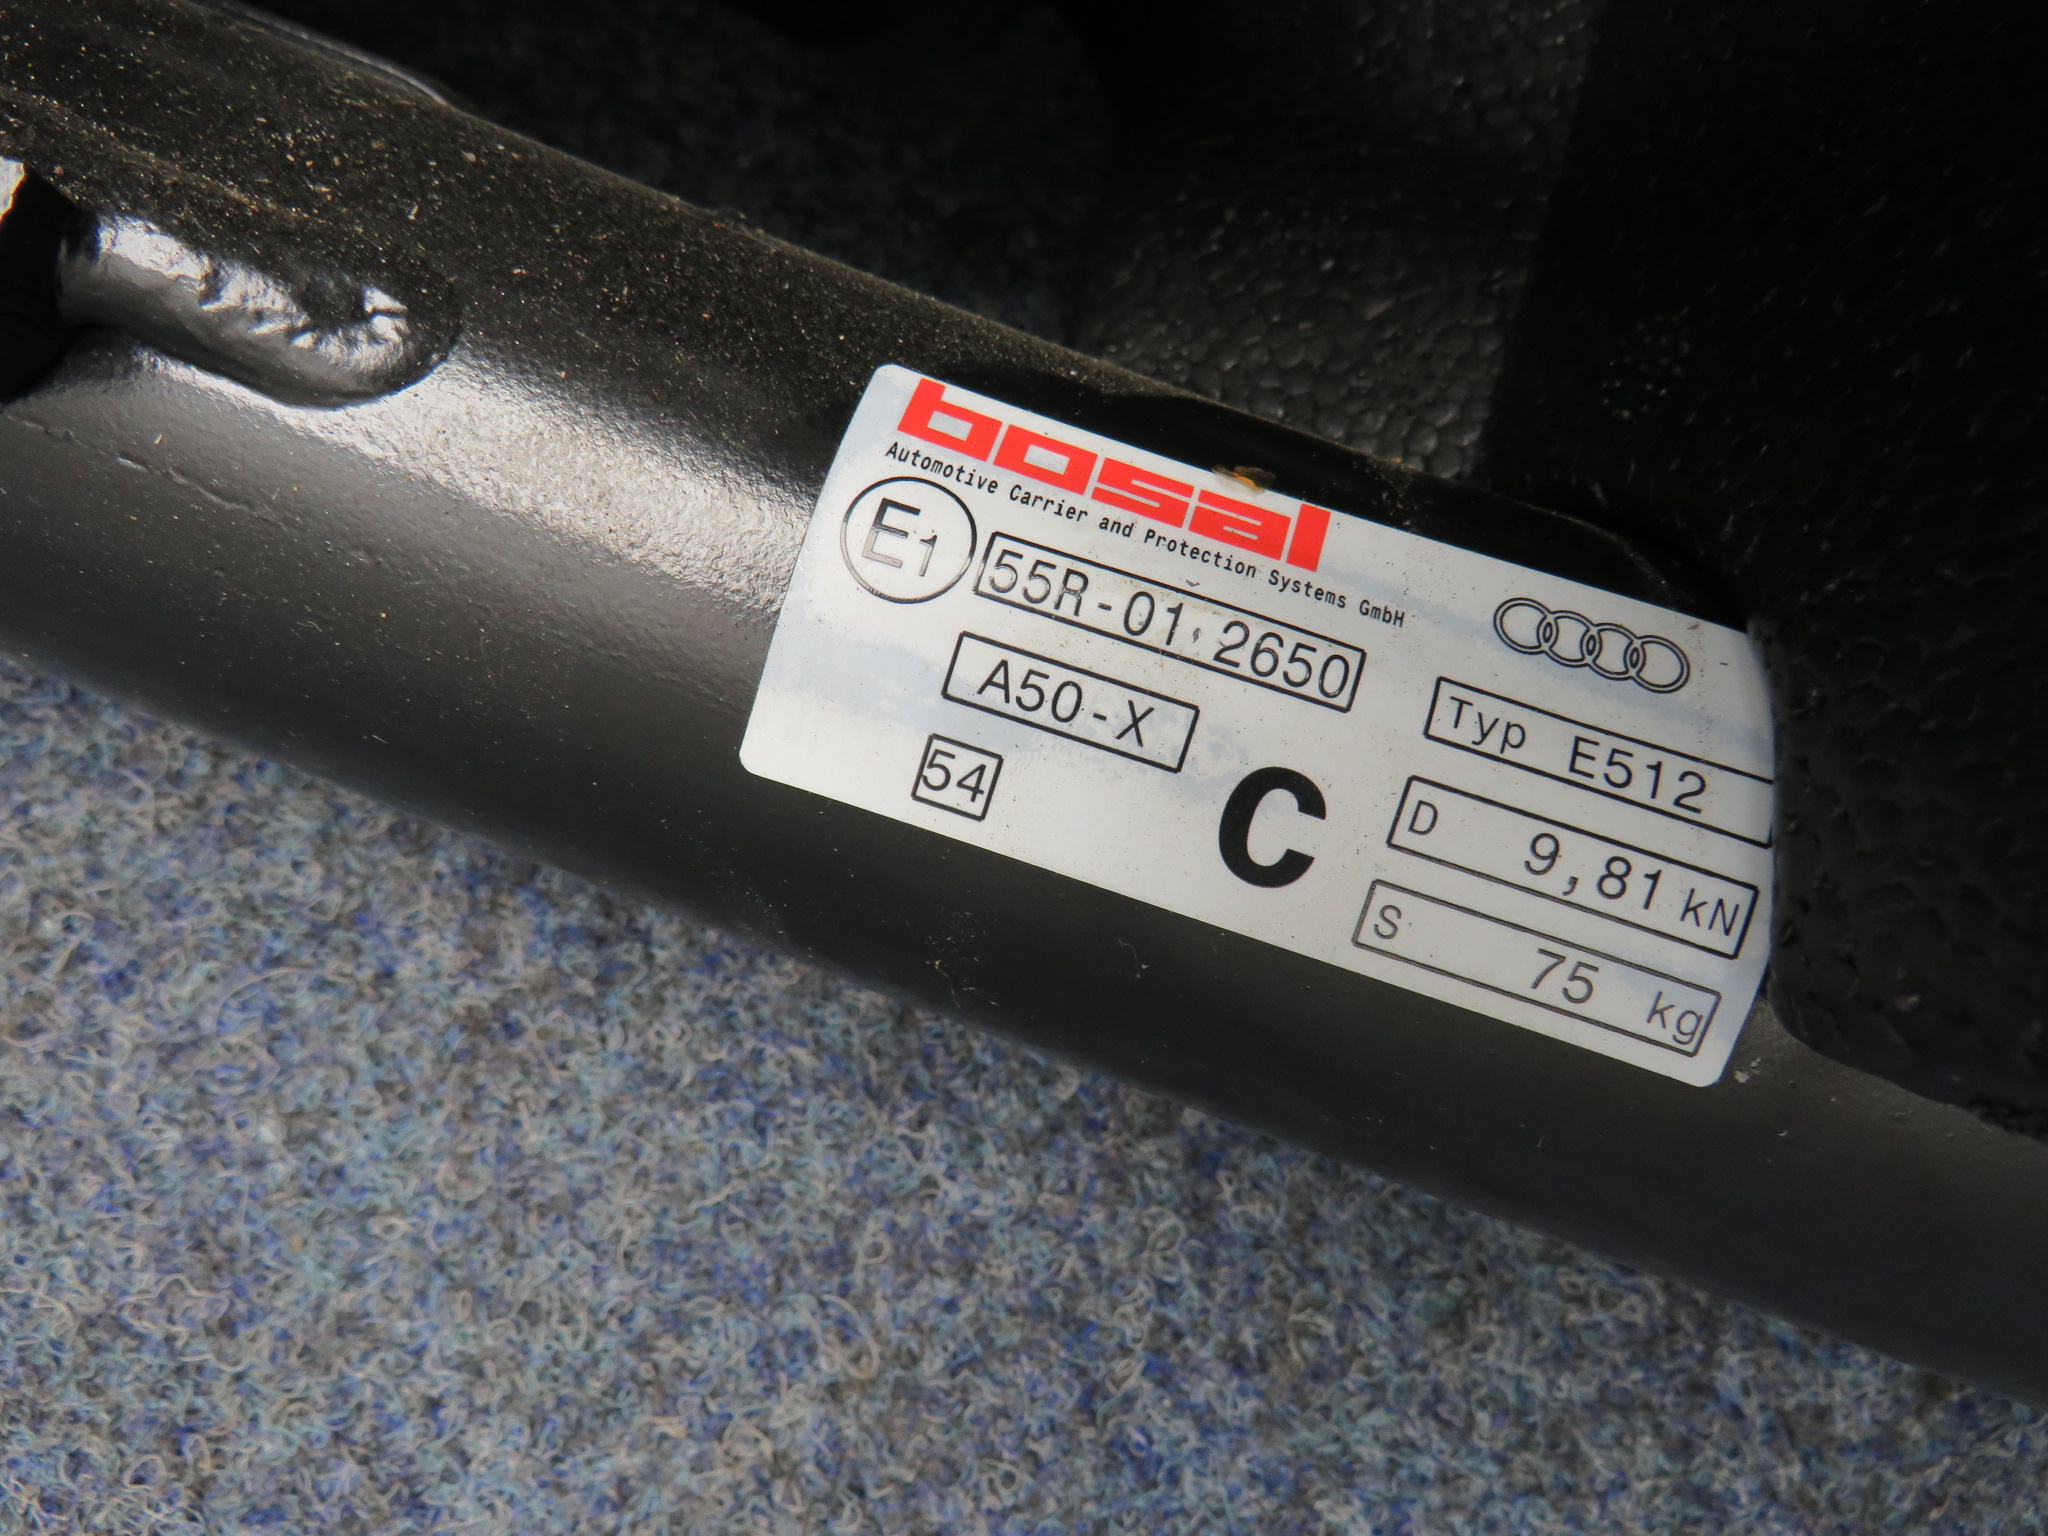 bosal
Automotive Carrier and Protection Systems GmbH
E1
55R-01 2650
A50-X
54
C
Typ E512
D 9,81 kN
S 75 kg